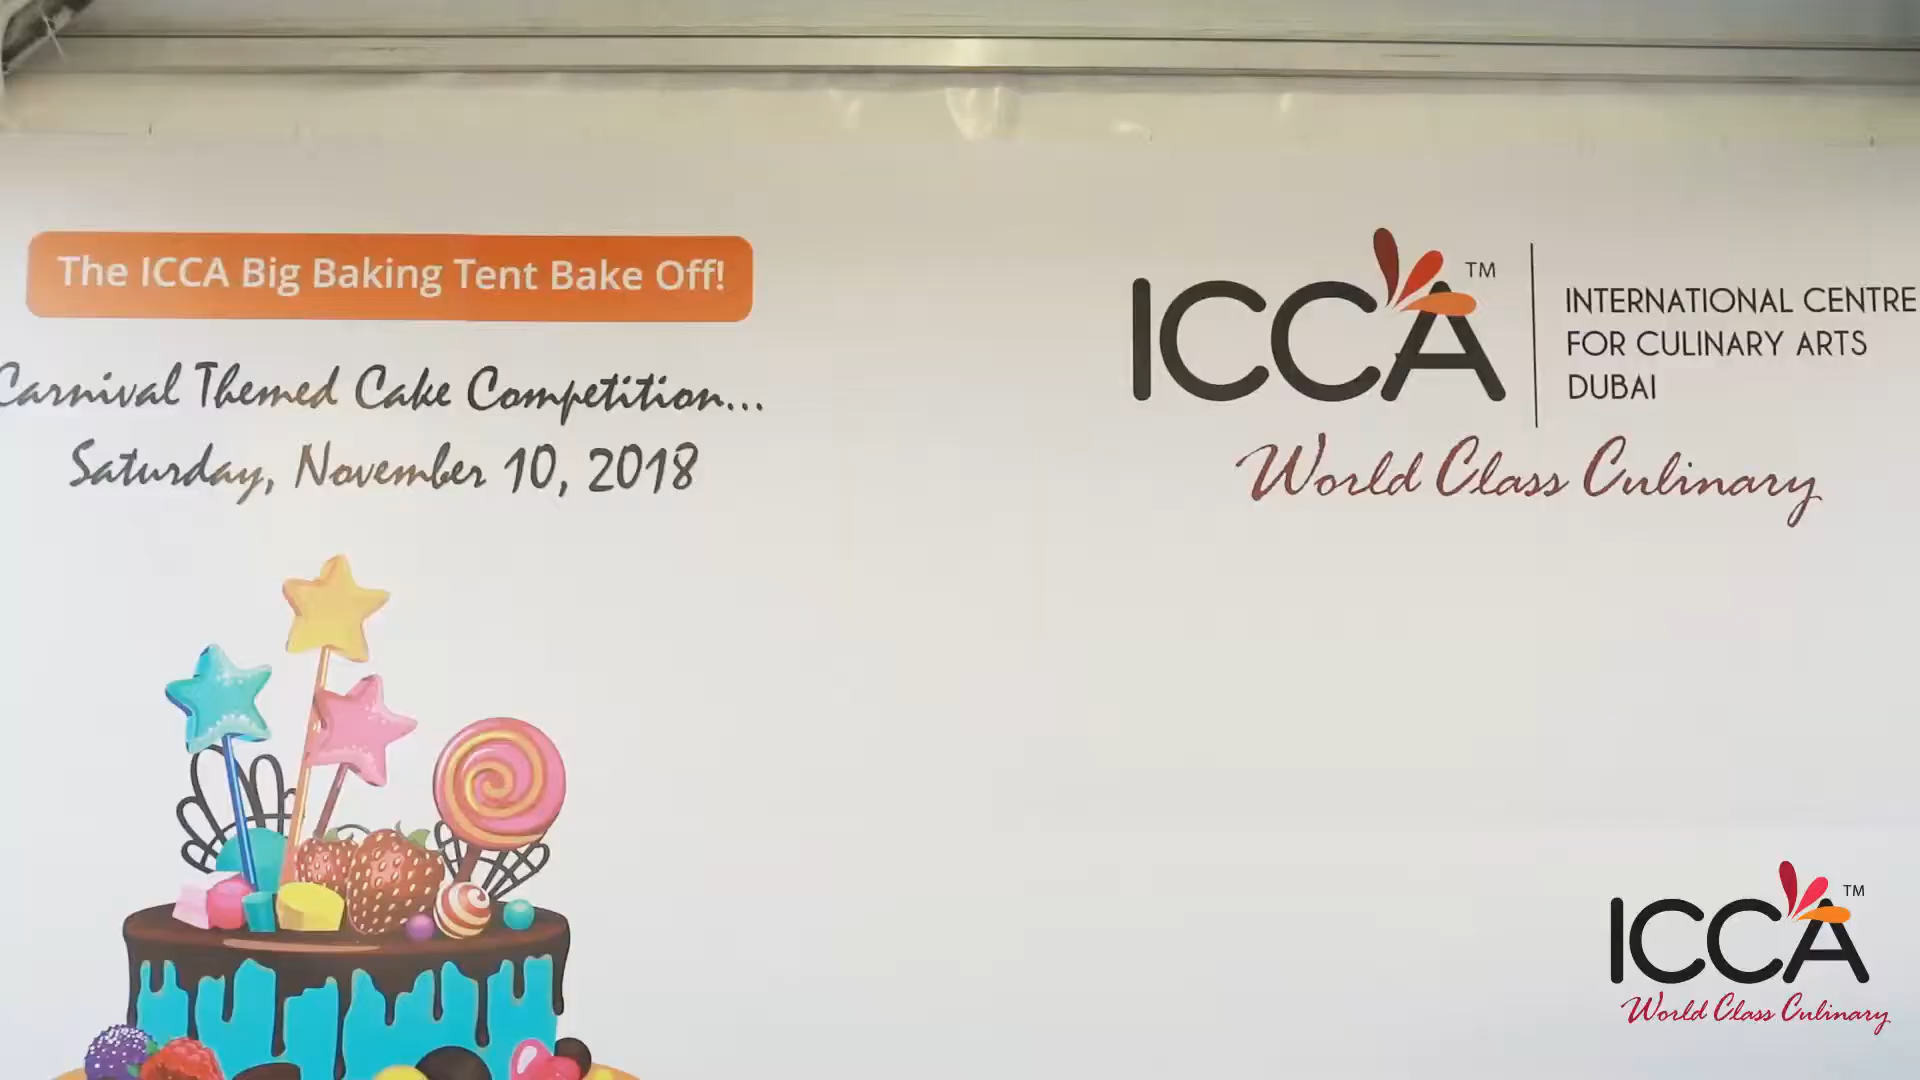 The ICCA Big Baking Tent Bake Off!
Carnival Themed Cake Competition...
Saturday, November 10, 2018
ICCA™
INTERNATIONAL CENTRE
FOR CULINARY ARTS
DUBAI
World Class Culinary
ICCA™
World Class Culinary